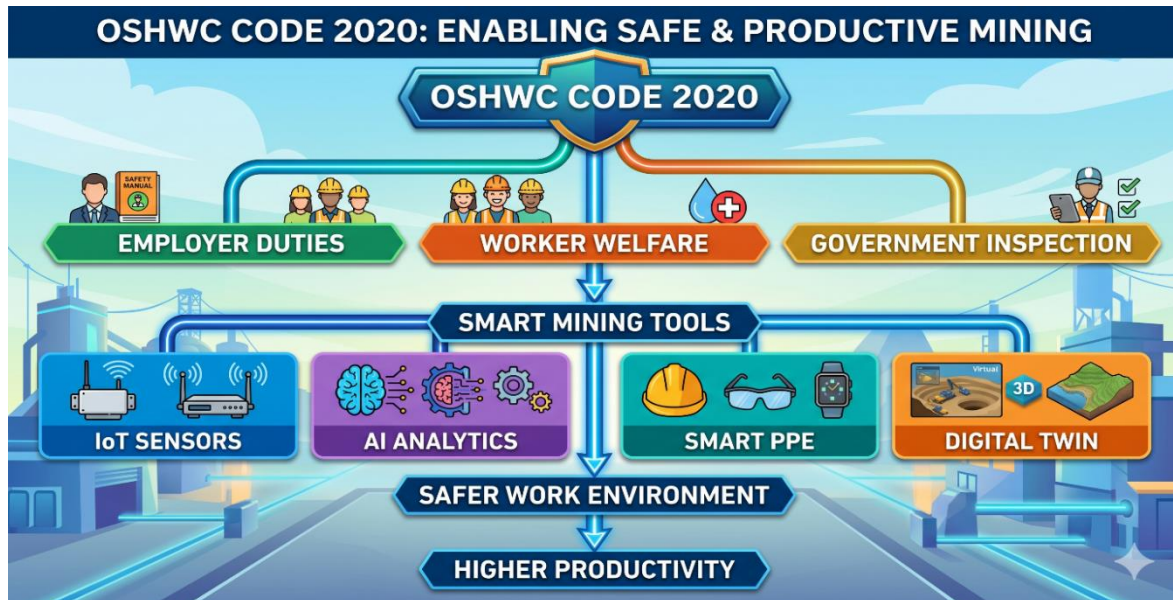 OSHWC CODE 2020: ENABLING SAFE & PRODUCTIVE MINING
OSHWC CODE 2020
SAFETY
MANUAL
EMPLOYER DUTIES
WORKER WELFARE
GOVERNMENT INSPECTION
SMART MINING TOOLS
Virtual
3D
IoT SENSORS
AI ANALYTICS
SMART PPE
DIGITAL TWIN
SAFER WORK ENVIRONMENT
HIGHER PRODUCTIVITY